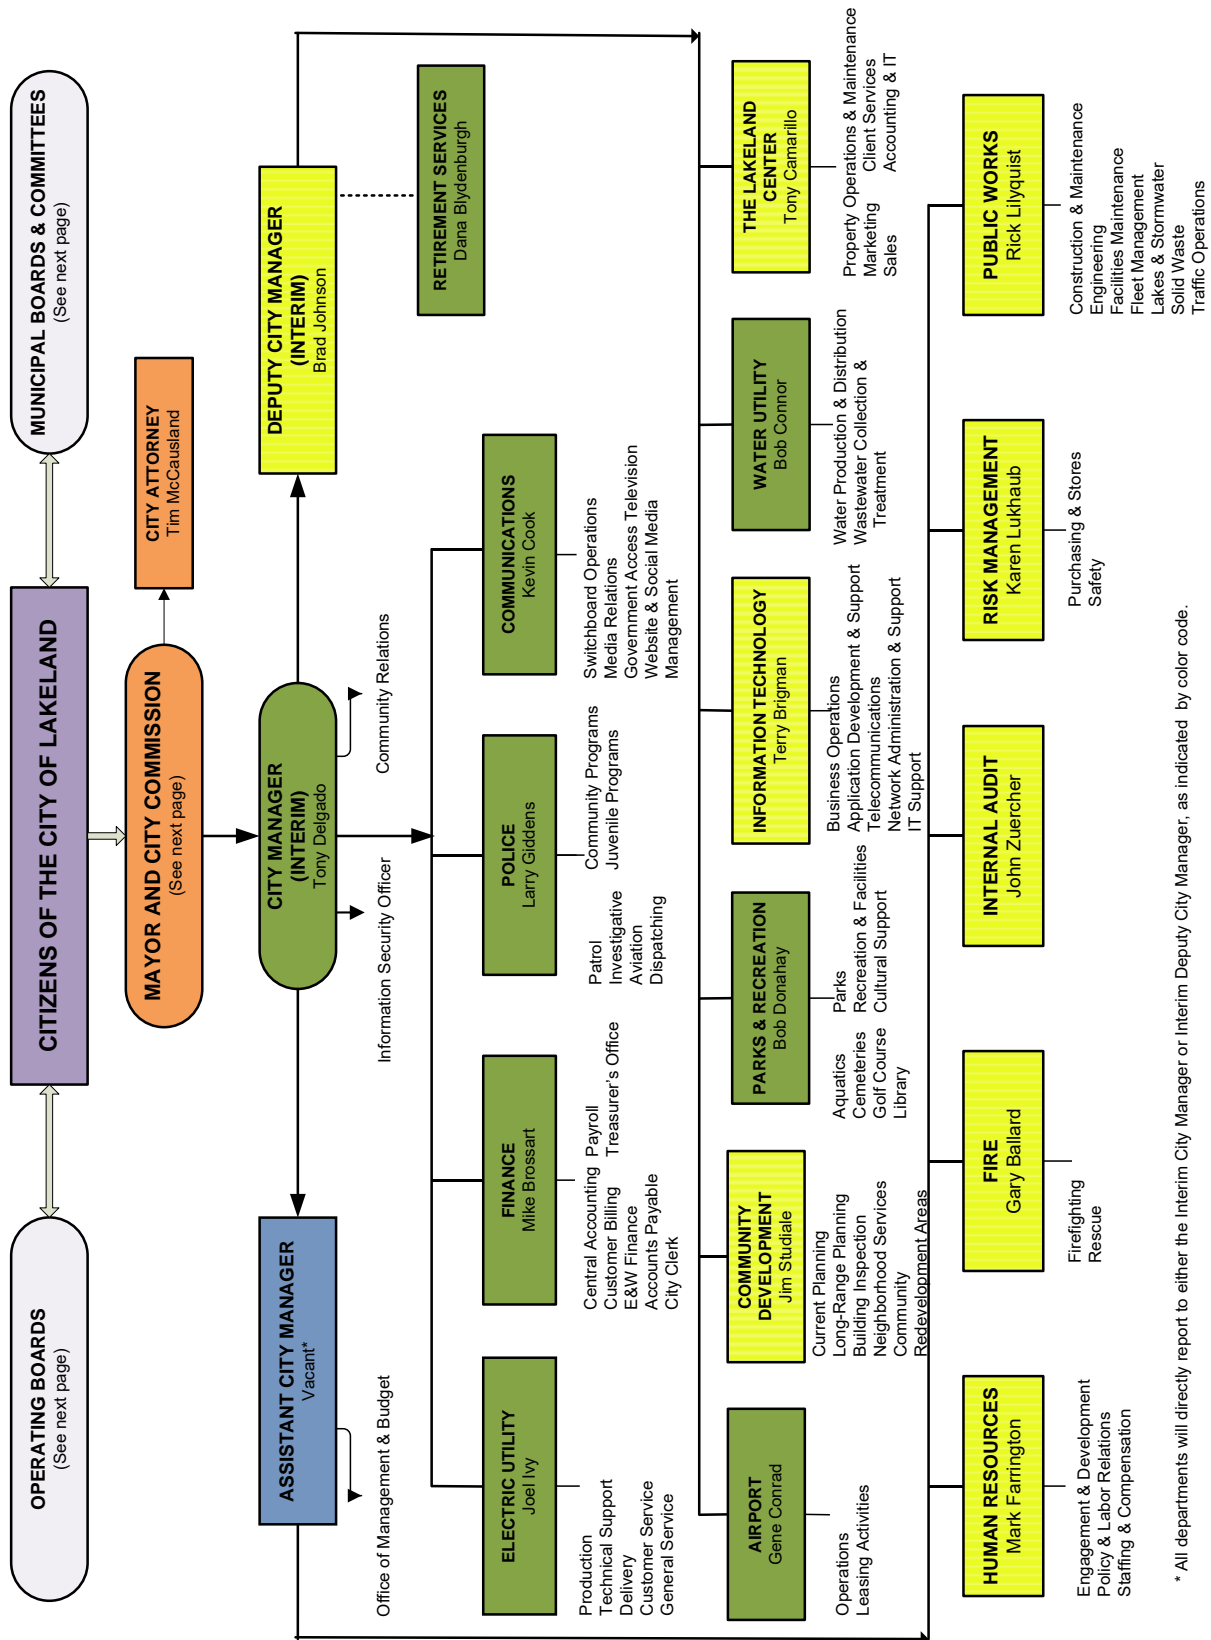 OPERATING BOARDS
(See next page)
CITIZENS OF THE CITY OF LAKELAND
MUNICIPAL BOARDS & COMMITTEES
(See next page)
MAYOR AND CITY COMMISSION
(See next page)
CITY ATTORNEY
Tim McCausland
ASSISTANT CITY MANAGER
Vacant*
CITY MANAGER
(INTERIM)
Tony Delgado
DEPUTY CITY MANAGER
(INTERIM)
Brad Johnson
Office of Management & Budget
Information Security Officer
Community Relations
RETIREMENT SERVICES
Dana Blydenburgh
ELECTRIC UTILITY
Joel Ivy
Production
Technical Support
Delivery
Customer Service
General Service
FINANCE
Mike Brossart
Central Accounting
Customer Billing
E&W Finance
Accounts Payable
City Clerk
Payroll
Treasurer's Office
POLICE
Larry Giddens
Patrol
Investigative
Aviation
Dispatching
Community Programs
Juvenile Programs
COMMUNICATIONS
Kevin Cook
Switchboard Operations
Media Relations
Government Access Television
Website & Social Media
Management
AIRPORT
Gene Conrad
Operations
Leasing Activities
COMMUNITY
DEVELOPMENT
Jim Studiale
Current Planning
Long-Range Planning
Building Inspection
Neighborhood Services
Community
Redevelopment Areas
PARKS & RECREATION
Bob Donahay
Aquatics
Cemeteries
Golf Course
Library
Parks
Recreation & Facilities
Cultural Support
INFORMATION TECHNOLOGY
Terry Brigman
Business Operations
Application Development & Support
Telecommunications
Network Administration & Support
IT Support
WATER UTILITY
Bob Connor
Water Production & Distribution
Wastewater Collection &
Treatment
THE LAKELAND
CENTER
Tony Camarillo
Property Operations & Maintenance
Marketing
Sales
Client Services
Accounting & IT
HUMAN RESOURCES
Mark Farrington
Engagement & Development
Policy & Labor Relations
Staffing & Compensation
FIRE
Gary Ballard
Firefighting
Rescue
INTERNAL AUDIT
John Zuercher
RISK MANAGEMENT
Karen Lukhaub
Purchasing & Stores
Safety
PUBLIC WORKS
Rick Lilyquist
Construction & Maintenance
Engineering
Facilities Maintenance
Fleet Management
Lakes & Stormwater
Solid Waste
Traffic Operations
* All departments will directly report to either the Interim City Manager or Interim Deputy City Manager, as indicated by color code.